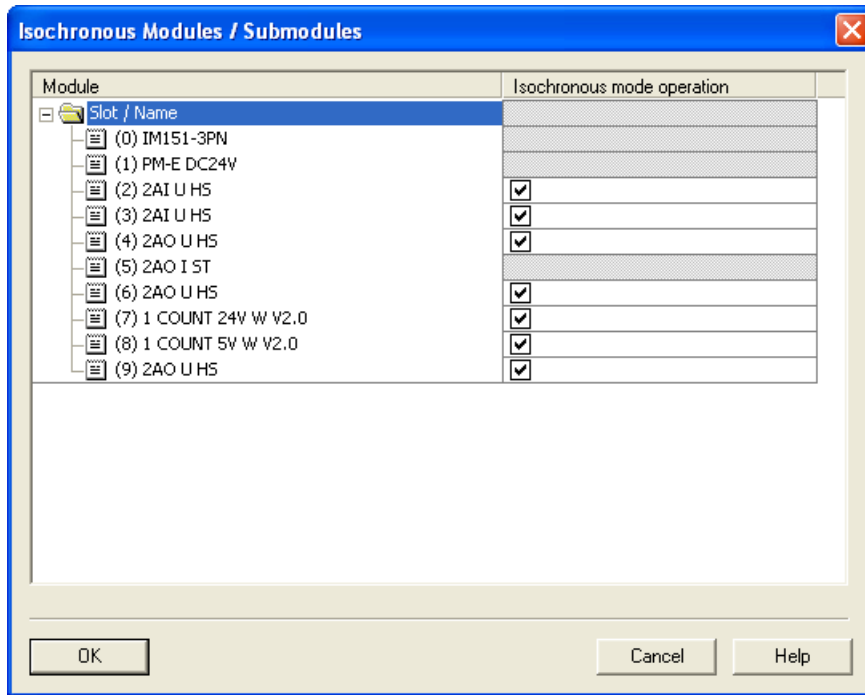 Isochronous Modules / Submodules
Module Isochronous mode operation
Slot / Name
(0) IM151-3PN
(1) PM-E DC24V
(2) 2AI U HS
(3) 2AI U HS
(4) 2AO U HS
(5) 2AO I ST
(6) 2AO U HS
(7) 1 COUNT 24V W V2.0
(8) 1 COUNT 5V W V2.0
(9) 2AO U HS
OK Cancel Help